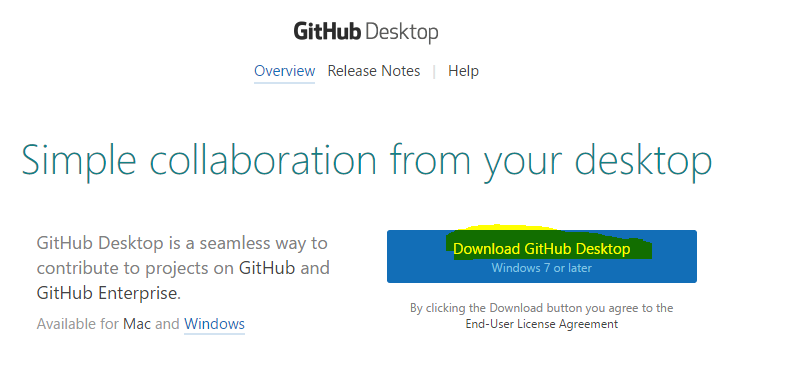 GitHub Desktop
Overview Release Notes | Help
Simple collaboration from your desktop
GitHub Desktop is a seamless way to
contribute to projects on GitHub and
GitHub Enterprise.
Available for Mac and Windows
Download GitHub Desktop
Windows 7 or later
By clicking the Download button you agree to the
End-User License Agreement